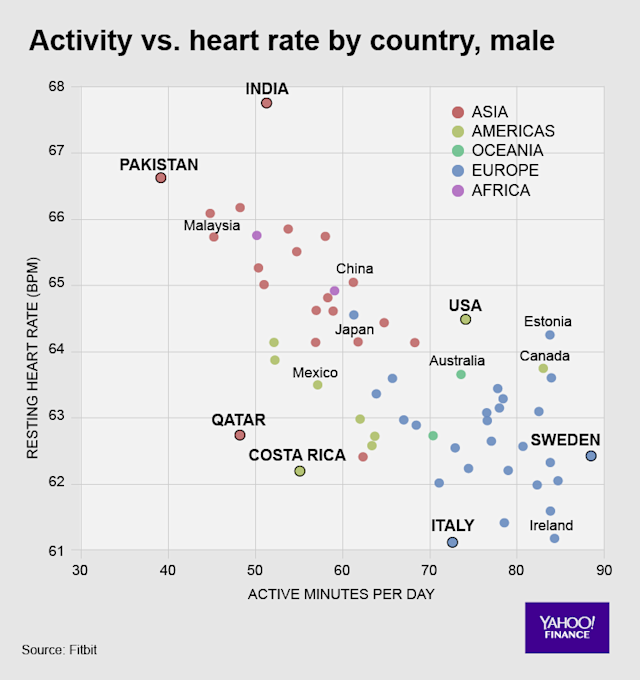 Activity vs. heart rate by country, male
68
67
66
65
64
63
62
61
RESTING HEART RATE (BPM)
INDIA
PAKISTAN
Malaysia
China
Japan
USA
Estonia
Canada
Australia
Mexico
QATAR
COSTA RICA
SWEDEN
ITALY
Ireland
ASIA
AMERICAS
OCEANIA
EUROPE
AFRICA
30 40 50 60 70 80 90
ACTIVE MINUTES PER DAY
YAHOO!
FINANCE
Source: Fitbit